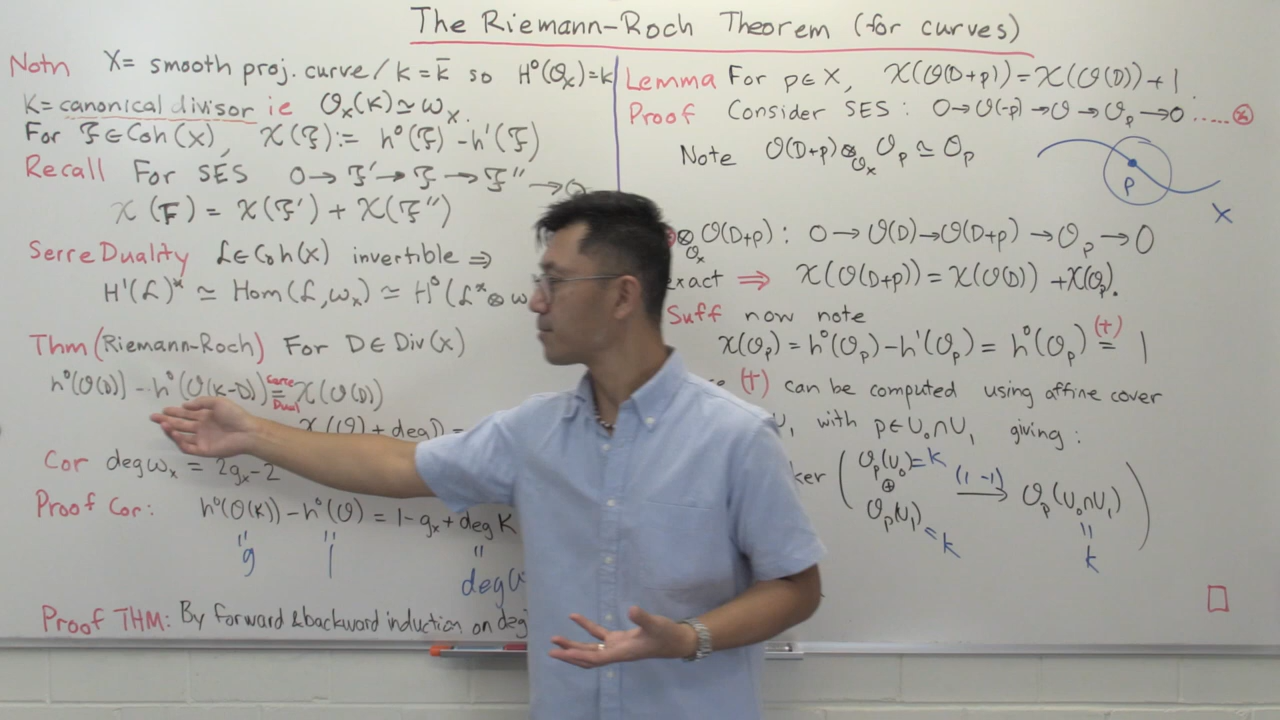 The Riemann-Roch Theorem (for curves)
Notn X = smooth proj. curve / k = k̄ so H⁰(O_X) = k
K = canonical divisor ie O_X(K) ≃ ω_X.
For F ∈ Coh(X), χ(F) := h⁰(F) - h¹(F)
Recall For SES 0 → F' → F → F'' → 0
χ(F) = χ(F') + χ(F'')
Serre Duality L ∈ Coh(X) invertible ⇒
H¹(L)* ≃ Hom(L, ω_X) ≃ H⁰(L* ⊗ ω
Thm (Riemann-Roch) For D ∈ Div(X)
h⁰(O(D)) - h⁰(O(K-D)) =^{Serre Dual} χ(O(D))
χ(O) + deg D =
Cor deg ω_X = 2g_X - 2
Proof Cor: h⁰(O(K)) - h⁰(O) = 1 - g_X + deg K
" " "
g 1 deg ω
Proof THM: By forward & backward induction on deg
Lemma For p ∈ X, χ(O(D+p)) = χ(O(D)) + 1.
Proof Consider SES : 0 → O(-p) → O → O_p → 0 ..... ⊛
Note O(D+p) ⊗_{O_X} O_p ≃ O_p
p
X
⊗_{O_X} O(D+p) : 0 → O(D) → O(D+p) → O_p → 0
exact ⇒ χ(O(D+p)) = χ(O(D)) + χ(O_p).
Suff now note
χ(O_p) = h⁰(O_p) - h¹(O_p) = h⁰(O_p) =^{(+)} 1
(+) can be computed using affine cover
U₁ with p ∈ U₀ ∩ U₁ giving :
ker ( O_p(U₀) = k ⊕ O_p(U₁) = k →^{(1 -1)} O_p(U₀ ∩ U₁) )
"
k
□